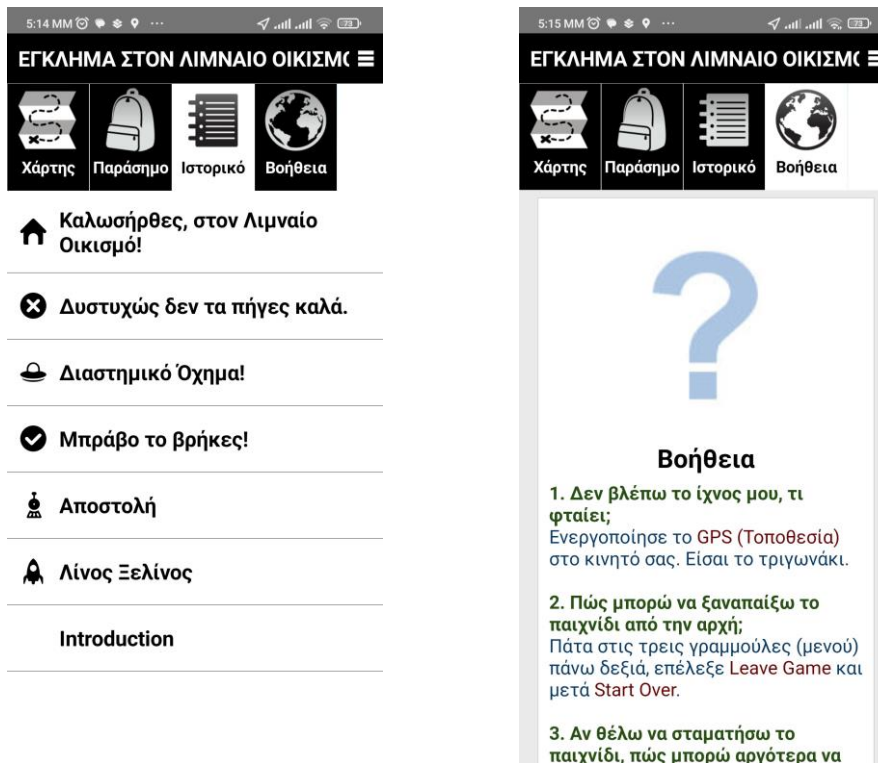 5:14 MM
73
ΕΓΚΛΗΜΑ ΣΤΟΝ ΛΙΜΝΑΙΟ ΟΙΚΙΣΜ
Χάρτης
Παράσημο
Ιστορικό
Βοήθεια
Καλωσήρθες, στον Λιμναίο
Οικισμό!
Δυστυχώς δεν τα πήγες καλά.
Διαστημικό Όχημα!
Μπράβο το βρήκες!
Αποστολή
Λίνος Ξελίνος
Introduction
5:15 MM
73
ΕΓΚΛΗΜΑ ΣΤΟΝ ΛΙΜΝΑΙΟ ΟΙΚΙΣΜ
Χάρτης
Παράσημο
Ιστορικό
Βοήθεια
?
Βοήθεια
1. Δεν βλέπω το ίχνος μου, τι
φταίει;
Ενεργοποίησε το GPS (Τοποθεσία)
στο κινητό σας. Είσαι το τριγωνάκι.
2. Πώς μπορώ να ξαναπαίξω το
παιχνίδι από την αρχή;
Πάτα στις τρεις γραμμούλες (μενού)
πάνω δεξιά, επέλεξε Leave Game και
μετά Start Over.
3. Αν θέλω να σταματήσω το
παιχνίδι, πώς μπορώ αργότερα να